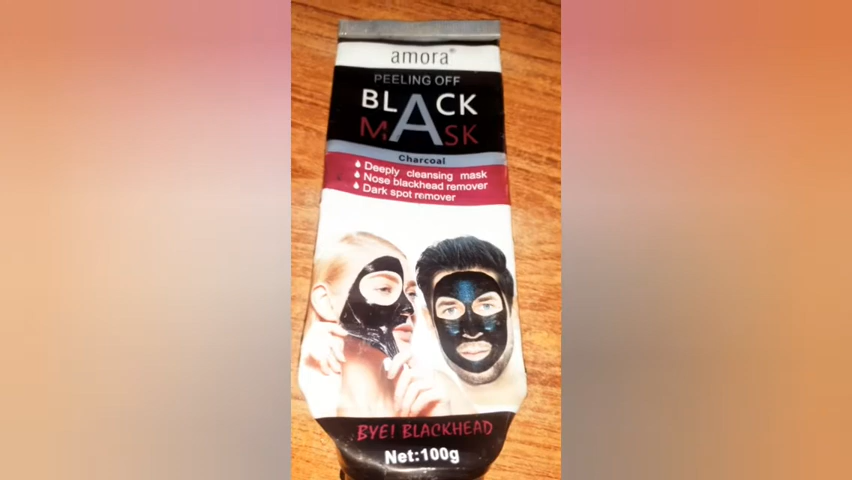 amora®
PEELING OFF
BLACK
MASK
Charcoal
Deeply cleansing mask
Nose blackhead remover
Dark spot remover
BYE! BLACKHEAD
Net:100g